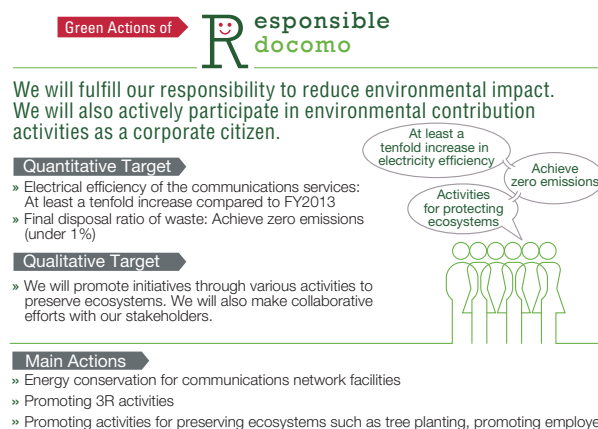 Green Actions of Responsible
docomo
We will fulfill our responsibility to reduce environmental impact.
We will also actively participate in environmental contribution
activities as a corporate citizen.
At least a
tenfold increase in
electricity efficiency
Achieve
zero emissions
Activities
for protecting
ecosystems
Quantitative Target
» Electrical efficiency of the communications services:
At least a tenfold increase compared to FY2013
» Final disposal ratio of waste: Achieve zero emissions
(under 1%)
Qualitative Target
» We will promote initiatives through various activities to
preserve ecosystems. We will also make collaborative
efforts with our stakeholders.
Main Actions
» Energy conservation for communications network facilities
» Promoting 3R activities
» Promoting activities for preserving ecosystems such as tree planting, promoting employe